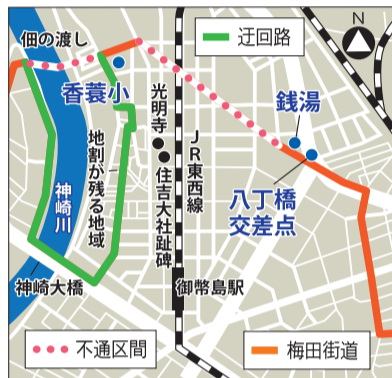 佃の渡し
迂回路
N
香蓑小
銭湯
光明寺
住吉大社趾碑
JR東西線
地割が残る地域
神崎川
八丁橋
交差点
神崎大橋
御幣島駅
不通区間
梅田街道